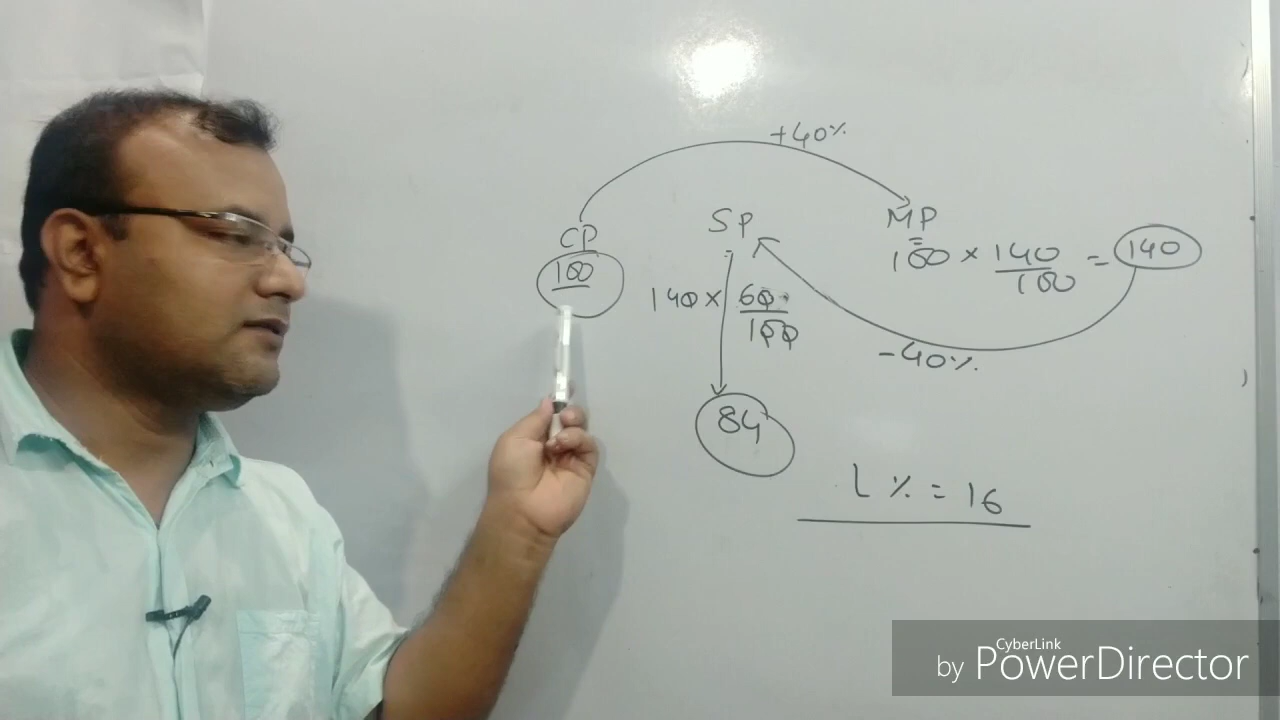 +40%
CP
100
SP
140 × 60/100
84
MP
100 × 140/100 = 140
-40%
L % = 16
CyberLink
by PowerDirector